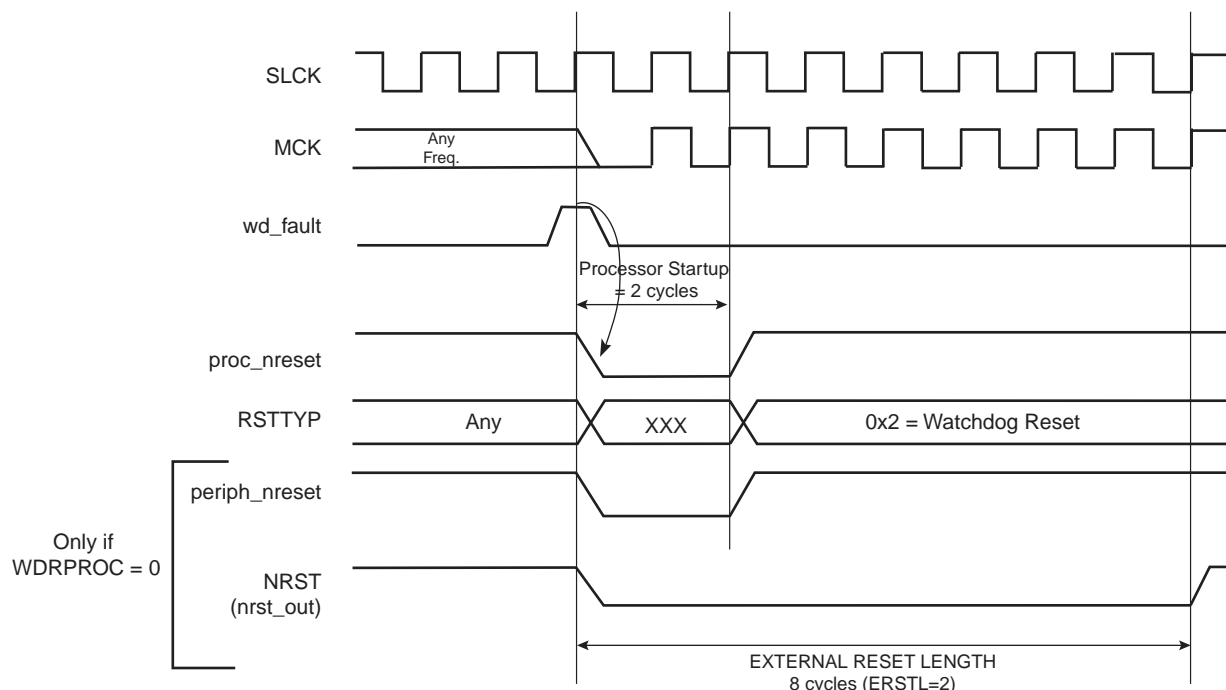 SLCK
MCK
Any
Freq.
wd_fault
Processor Startup
= 2 cycles
proc_nreset
RSTTYP
Any
XXX
0x2 = Watchdog Reset
periph_nreset
Only if
WDRPROC = 0
NRST
(nrst_out)
EXTERNAL RESET LENGTH
8 cycles (ERSTL=2)